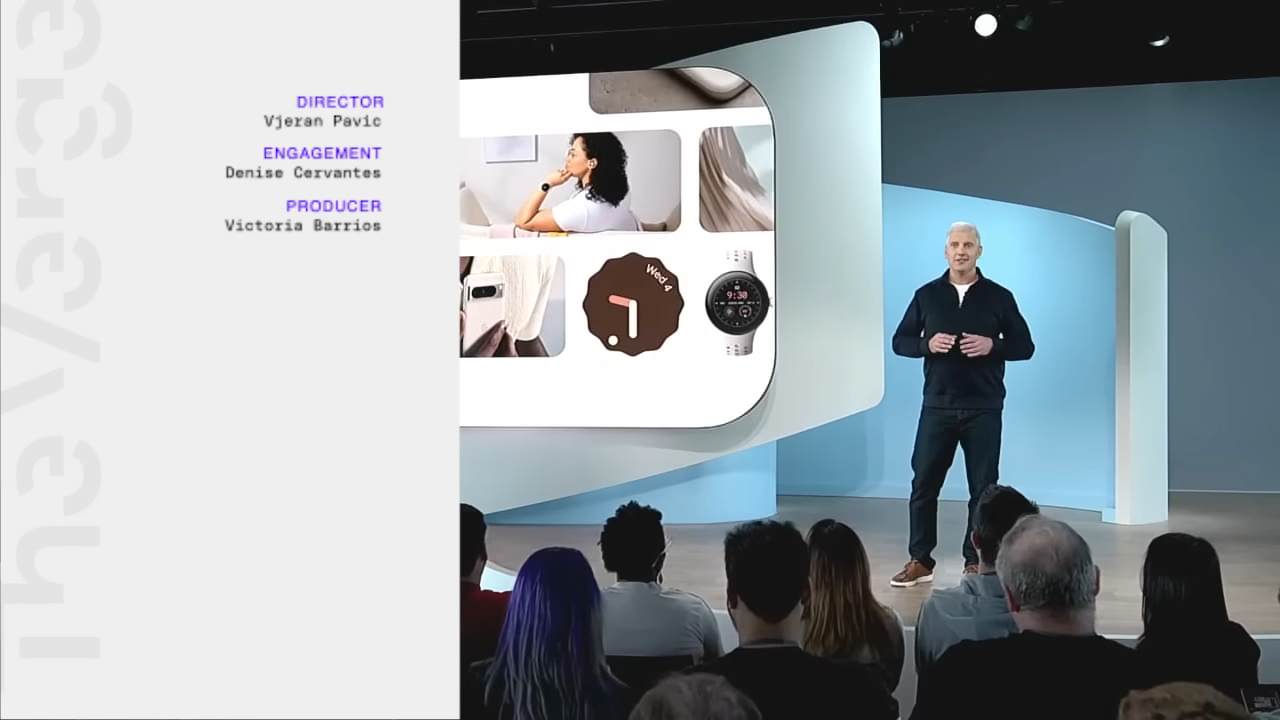 The Verge
DIRECTOR
Vjeran Pavic
ENGAGEMENT
Denise Cervantes
PRODUCER
Victoria Barrios
Wed 4
9:30